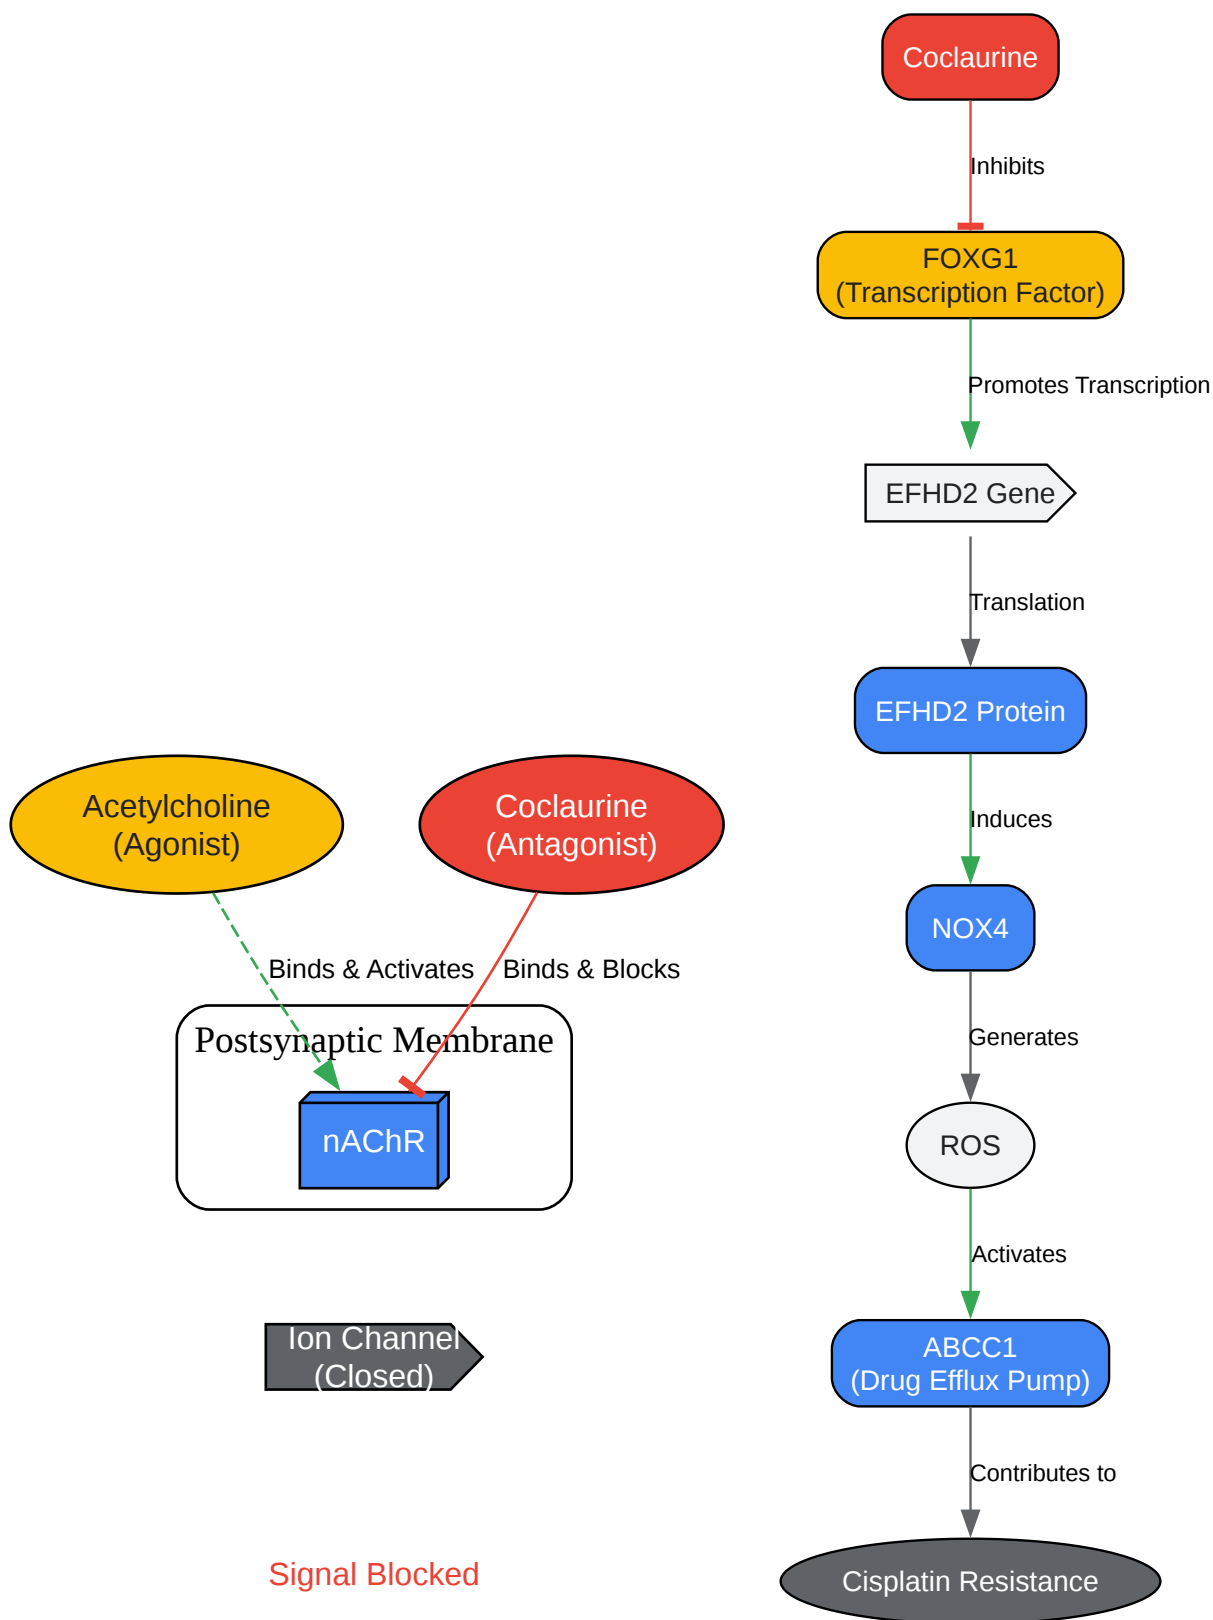 Coclaurine
Inhibits
FOXG1
(Transcription Factor)
Promotes Transcription
EFHD2 Gene
Translation
EFHD2 Protein
Induces
NOX4
Generates
ROS
Activates
ABCC1
(Drug Efflux Pump)
Contributes to
Cisplatin Resistance
Acetylcholine
(Agonist)
Coclaurine
(Antagonist)
Binds & Activates
Binds & Blocks
Postsynaptic Membrane
nAChR
Ion Channel
(Closed)
Signal Blocked